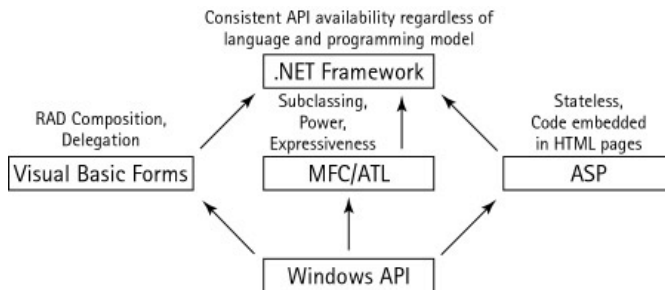 Consistent API availability regardless of
language and programming model
.NET Framework
RAD Composition,
Delegation
Subclassing,
Power,
Expressiveness
Stateless,
Code embedded
in HTML pages
Visual Basic Forms
MFC/ATL
ASP
Windows API